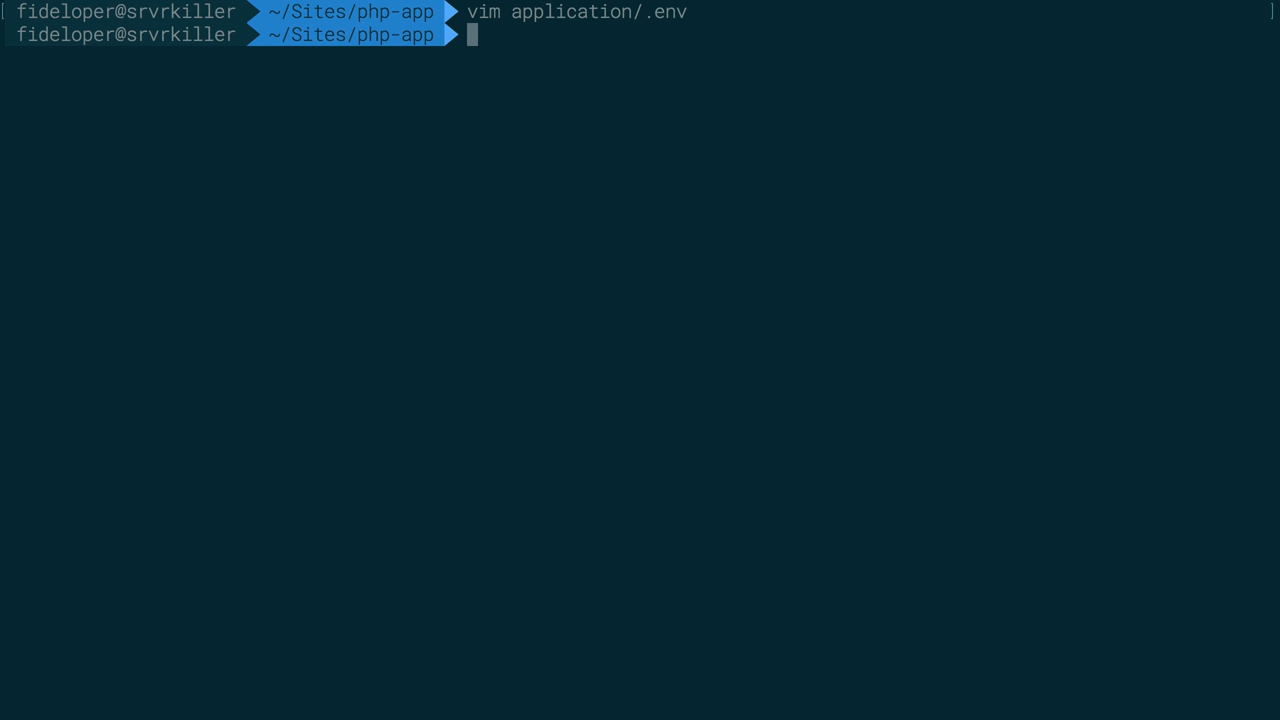 [ fideloper@srvrkiller ~/Sites/php-app vim application/.env ]
fideloper@srvrkiller ~/Sites/php-app